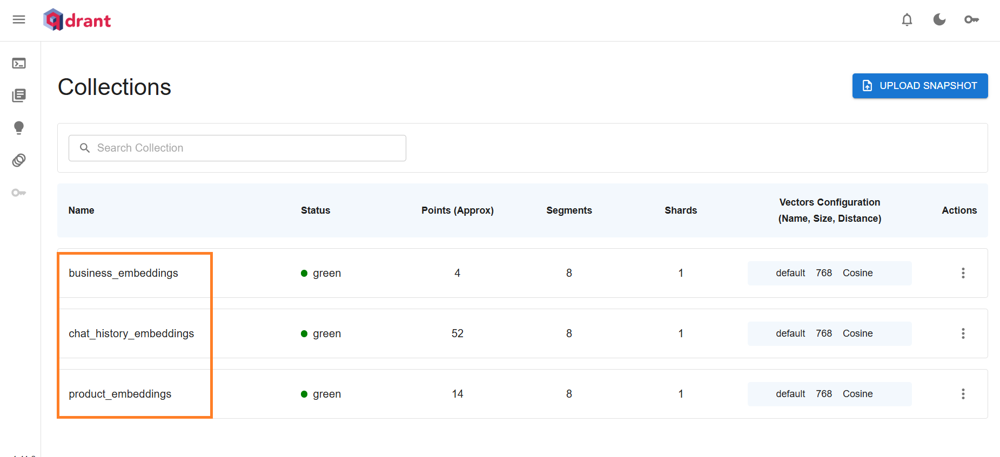 qdrant
Collections
UPLOAD SNAPSHOT
Search Collection
Name Status Points (Approx) Segments Shards Vectors Configuration (Name, Size, Distance) Actions
business_embeddings green 4 8 1 default 768 Cosine
chat_history_embeddings green 52 8 1 default 768 Cosine
product_embeddings green 14 8 1 default 768 Cosine